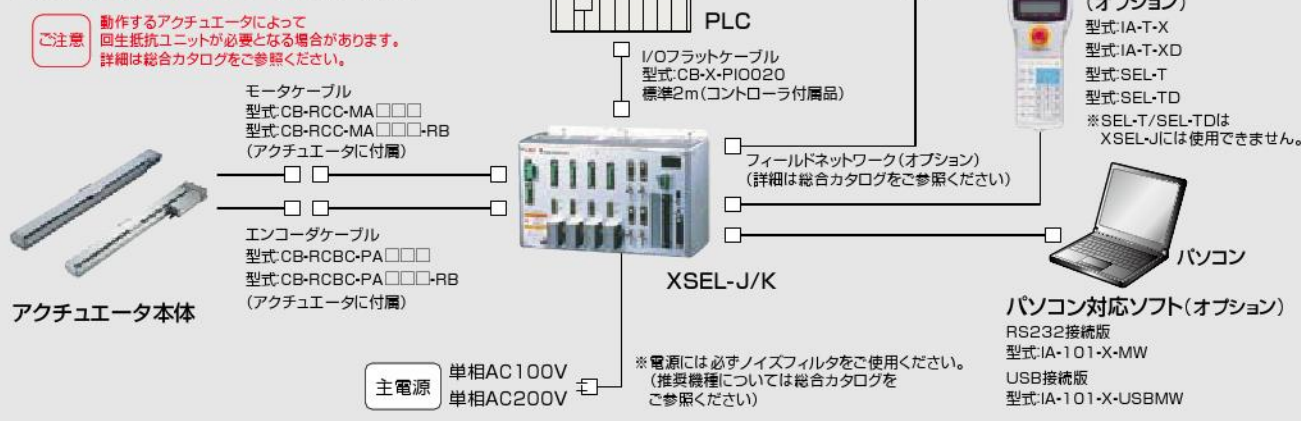 ご注意
動作するアクチュエータによって
回生抵抗ユニットが必要となる場合があります。
詳細は総合カタログをご参照ください。
PLC
I/Oフラットケーブル
型式:CB-X-PIO020
標準2m(コントローラ付属品)
(オプション)
型式:IA-T-X
型式:IA-T-XD
型式:SEL-T
型式:SEL-TD
※SEL-T/SEL-TDは
XSEL-Jには使用できません。
モータケーブル
型式:CB-RCC-MA□□□
型式:CB-RCC-MA□□□-RB
(アクチュエータに付属)
フィールドネットワーク(オプション)
(詳細は総合カタログをご参照ください)
エンコーダケーブル
型式:CB-RCBC-PA□□□
型式:CB-RCBC-PA□□□-RB
(アクチュエータに付属)
アクチュエータ本体
XSEL-J/K
パソコン
パソコン対応ソフト(オプション)
RS232接続版
型式:IA-101-X-MW
USB接続版
型式:IA-101-X-USBMW
主電源
単相AC100V
単相AC200V
※電源には必ずノイズフィルタをご使用ください。
(推奨機種については総合カタログを
ご参照ください)